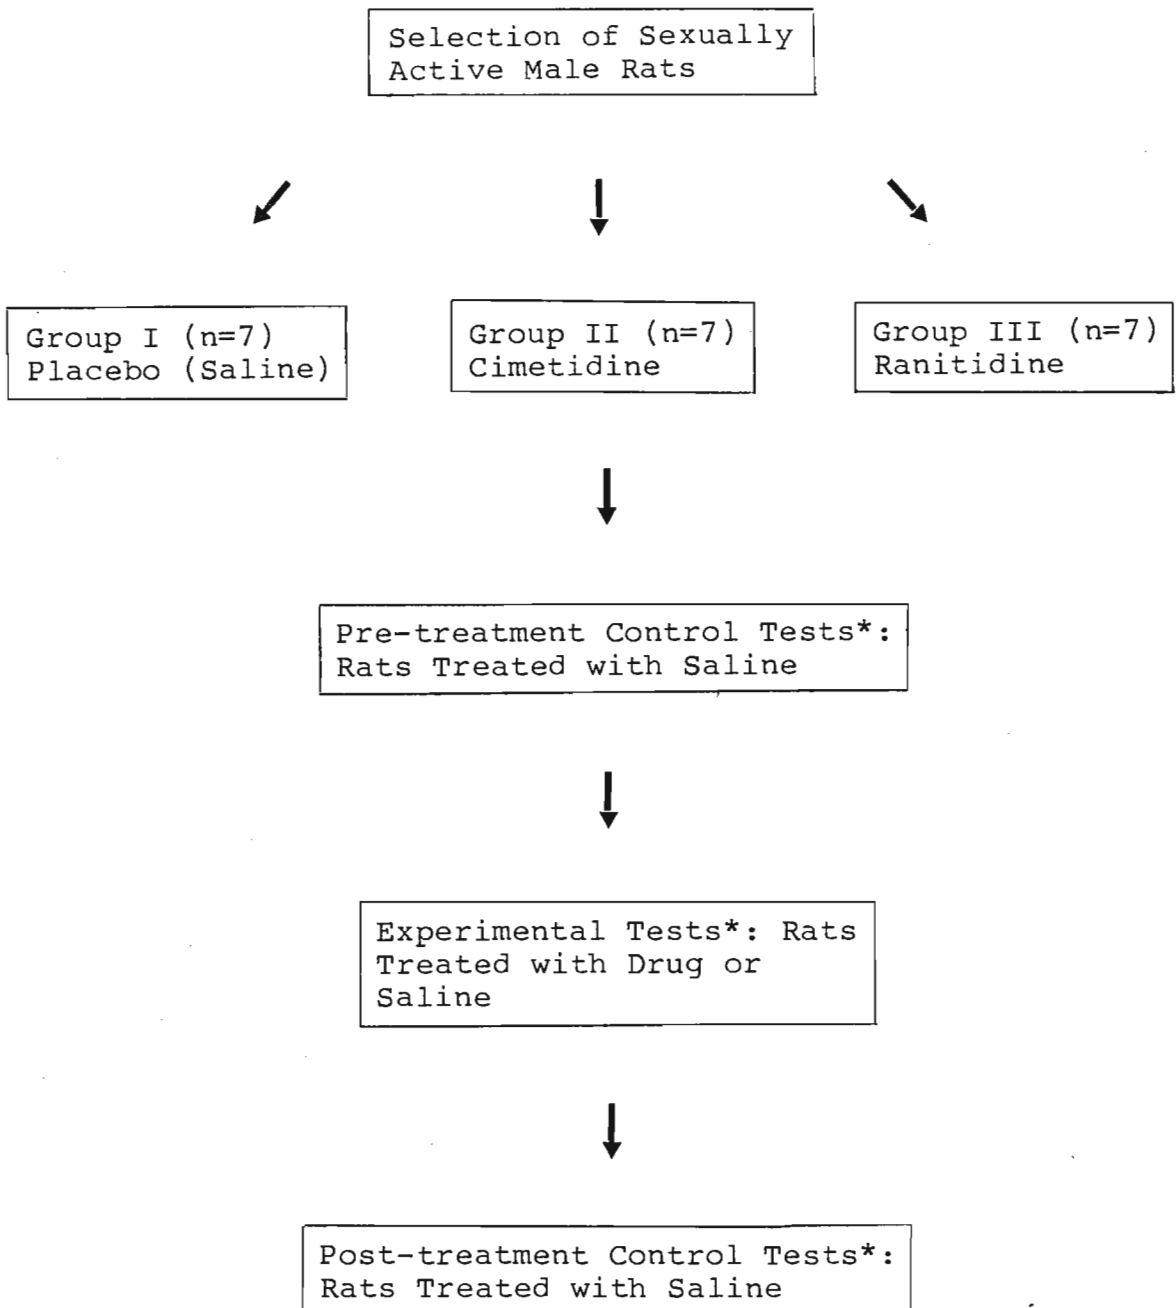 Selection of Sexually
Active Male Rats
Group I (n=7)
Placebo (Saline)
Group II (n=7)
Cimetidine
Group III (n=7)
Ranitidine
Pre-treatment Control Tests*:
Rats Treated with Saline
Experimental Tests*: Rats
Treated with Drug or
Saline
Post-treatment Control Tests*:
Rats Treated with Saline